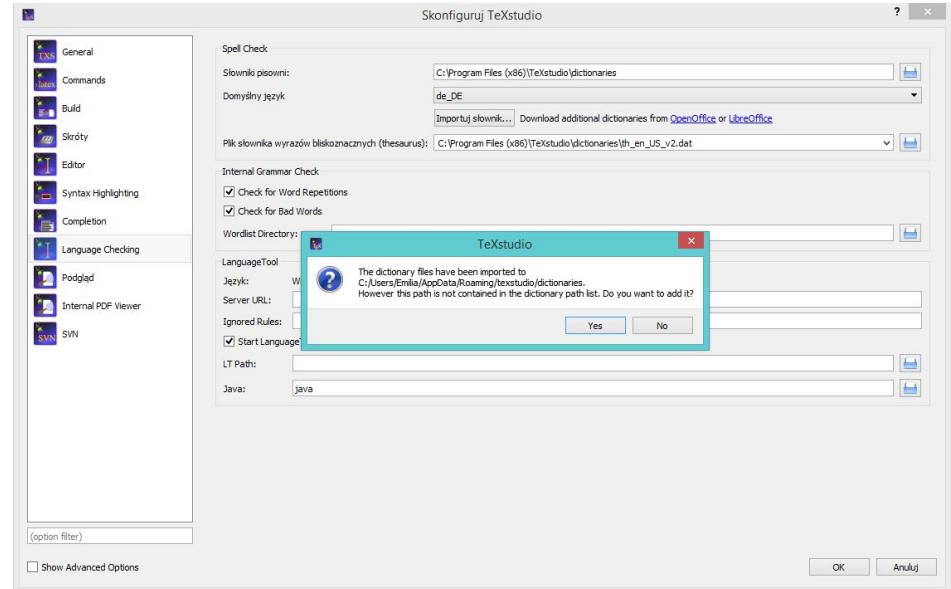 Skonfiguruj TeXstudio
?
General
Commands
Build
Skróty
Editor
Syntax Highlighting
Completion
Language Checking
Podgląd
Internal PDF Viewer
SVN
(option filter)
Show Advanced Options
Spell Check
Słowniki pisowni: C:\Program Files (x86)\TeXstudio\dictionaries
Domyślny język de_DE
Importuj słownik... Download additional dictionaries from OpenOffice or LibreOffice
Plik słownika wyrazów bliskoznacznych (thesaurus): C:\Program Files (x86)\TeXstudio\dictionaries\th_en_US_v2.dat
Internal Grammar Check
Check for Word Repetitions
Check for Bad Words
Wordlist Directory:
LanguageTool
Język: W
Server URL:
Ignored Rules:
Start Language
LT Path:
Java: java
TeXstudio
The dictionary files have been imported to
C:/Users/Emilia/AppData/Roaming/texstudio/dictionaries.
However this path is not contained in the dictionary path list. Do you want to add it?
Yes No
OK Anuluj